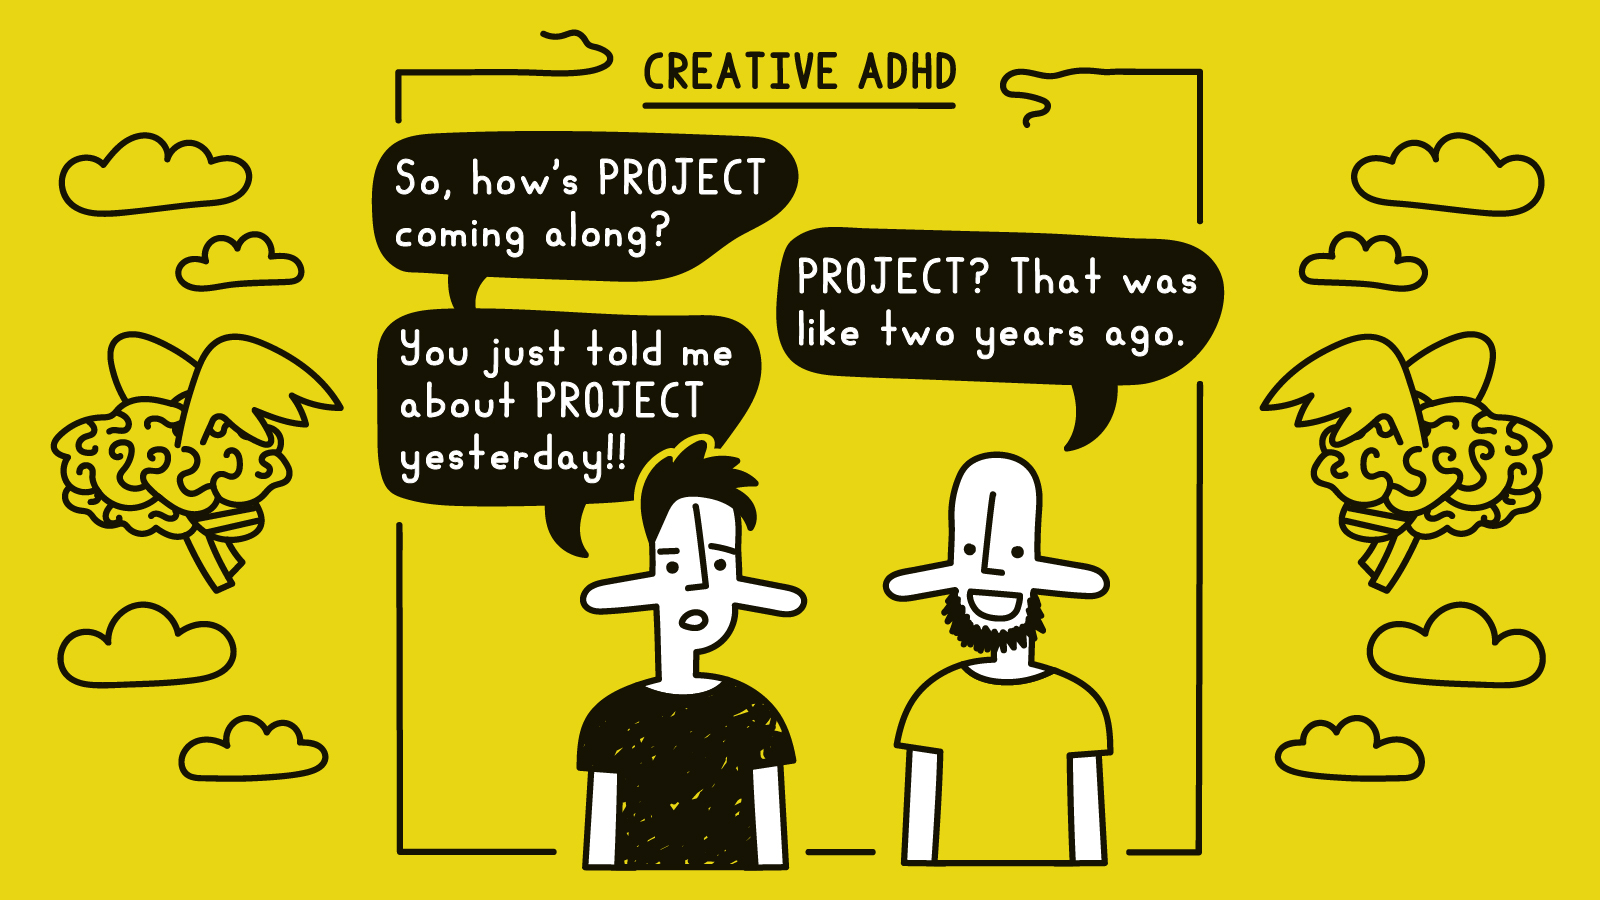 CREATIVE ADHD
So, how's PROJECT
coming along?
PROJECT? That was
like two years ago.
You just told me
about PROJECT
yesterday!!